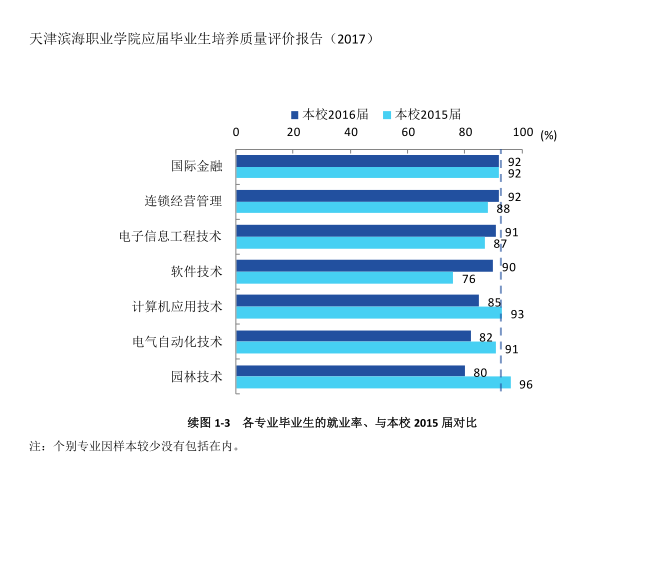 天津滨海职业学院应届毕业生培养质量评价报告（2017）
本校2016届 本校2015届
0 20 40 60 80 100 (%)
国际金融 92
92
连锁经营管理 92
88
电子信息工程技术 91
87
软件技术 90
76
计算机应用技术 85
93
电气自动化技术 82
91
园林技术 80
96
续图 1-3 各专业毕业生的就业率、与本校 2015 届对比
注：个别专业因样本较少没有包括在内。